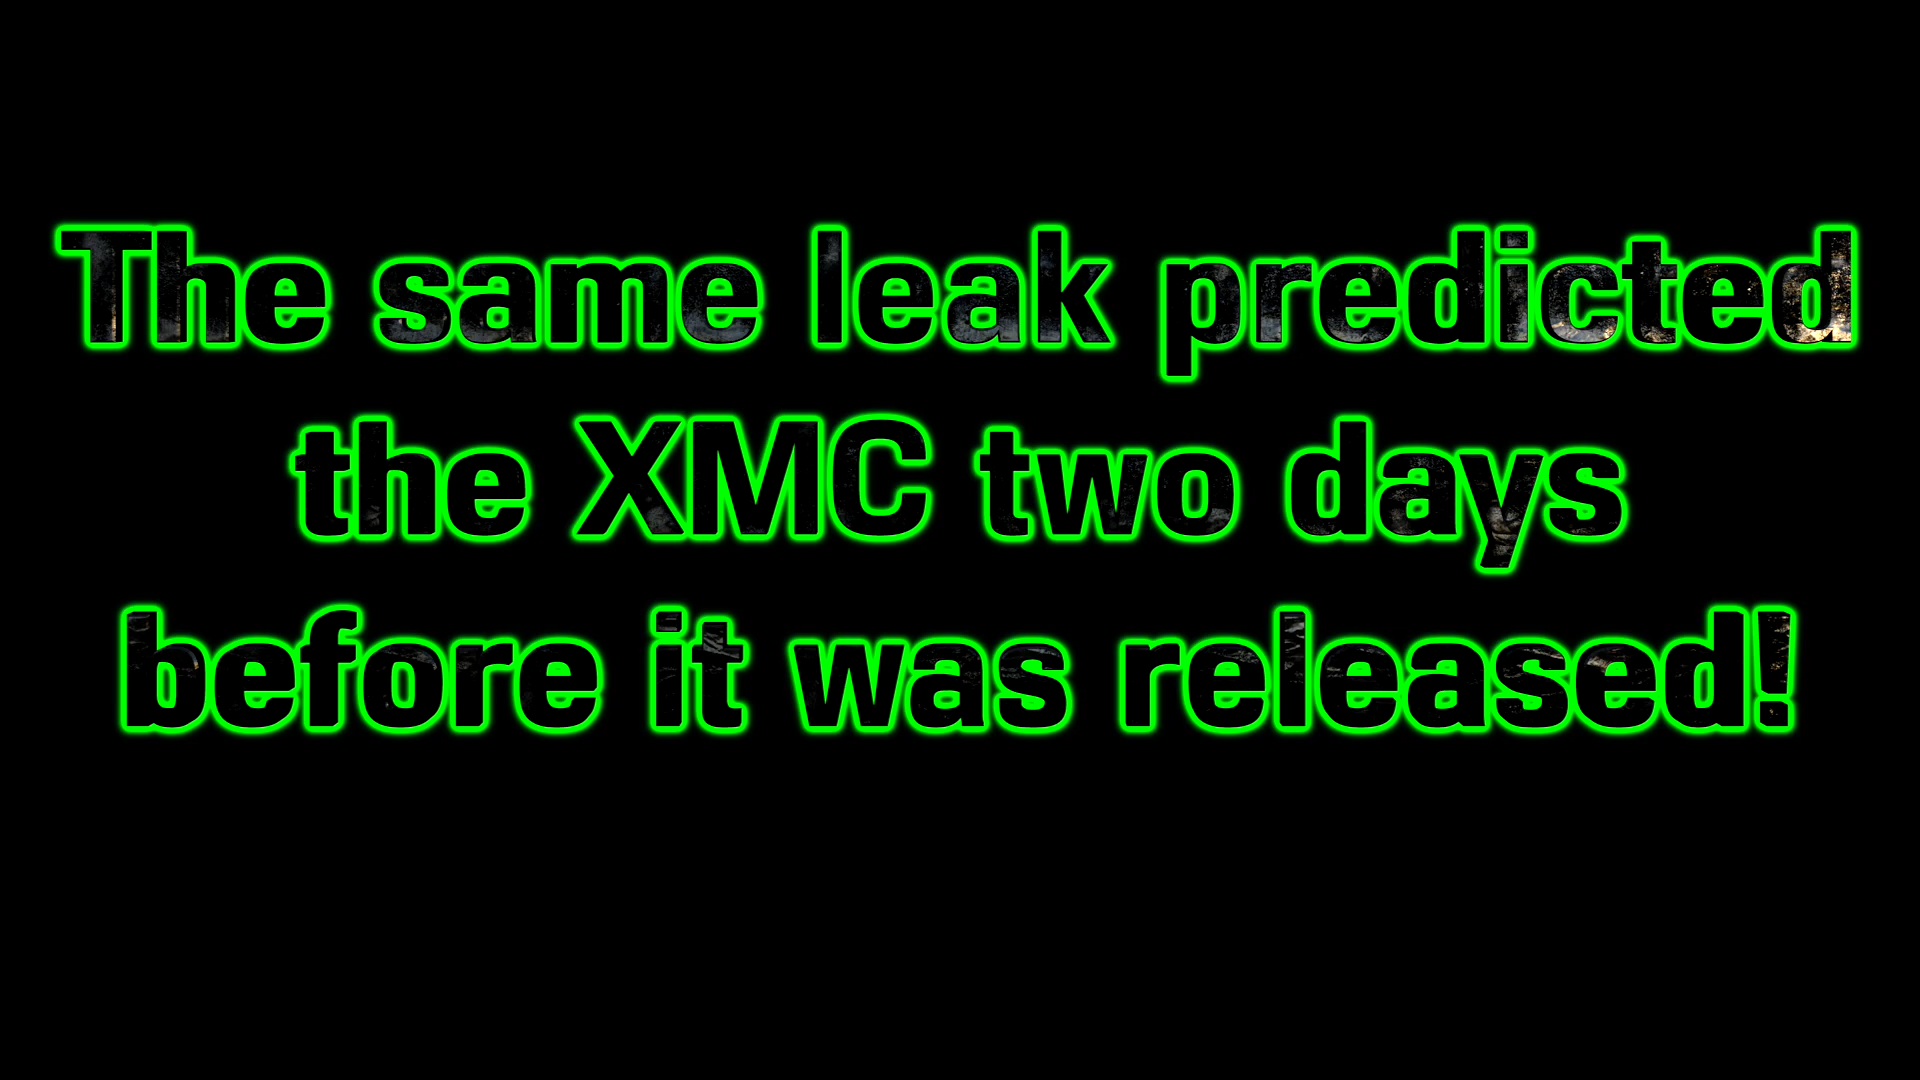 The same leak predicted
the XMC two days
before it was released!